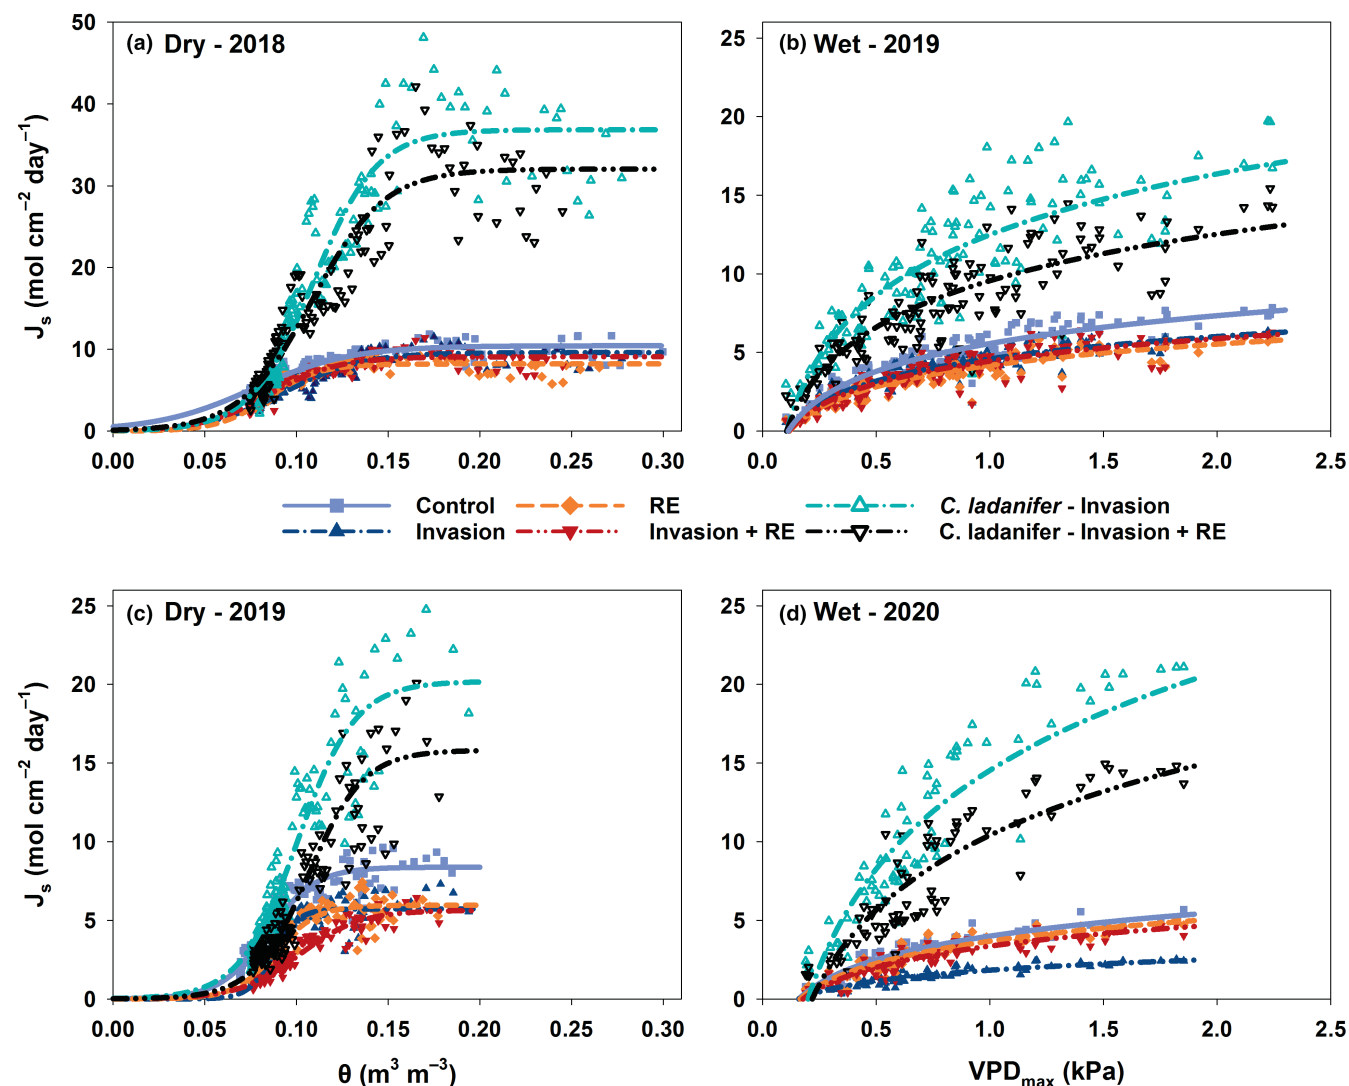 (a) Dry - 2018
50
40
30
20
10
0
0.00 0.05 0.10 0.15 0.20 0.25 0.30
Js (mol cm−2 day−1)
(b) Wet - 2019
25
20
15
10
5
0
0.0 0.5 1.0 1.5 2.0 2.5
Control RE C. ladanifer - Invasion
Invasion Invasion + RE C. ladanifer - Invasion + RE
(c) Dry - 2019
25
20
15
10
5
0
0.00 0.05 0.10 0.15 0.20 0.25 0.30
Js (mol cm−2 day−1)
θ (m3 m−3)
(d) Wet - 2020
25
20
15
10
5
0
0.0 0.5 1.0 1.5 2.0 2.5
VPDmax (kPa)